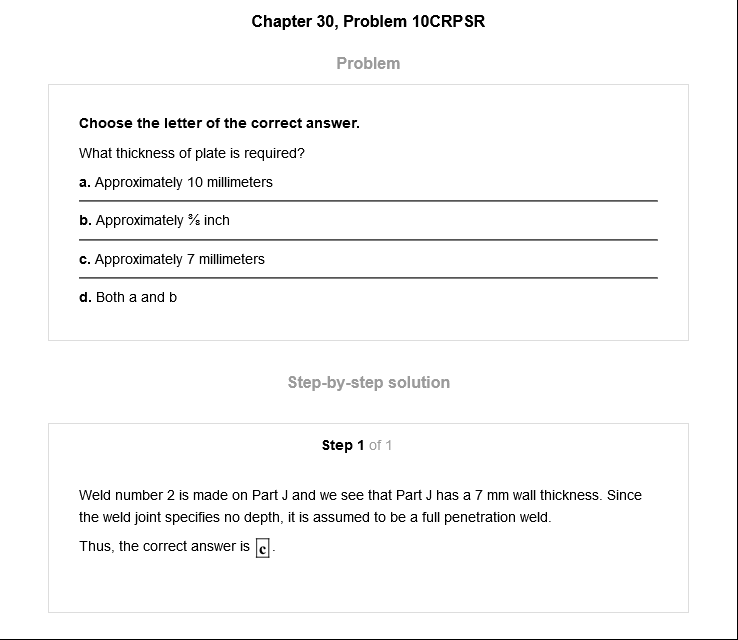 Chapter 30, Problem 10CRPSR
Problem
Choose the letter of the correct answer.
What thickness of plate is required?
a. Approximately 10 millimeters
b. Approximately ⅜ inch
c. Approximately 7 millimeters
d. Both a and b
Step-by-step solution
Step 1 of 1
Weld number 2 is made on Part J and we see that Part J has a 7 mm wall thickness. Since
the weld joint specifies no depth, it is assumed to be a full penetration weld.
Thus, the correct answer is c.